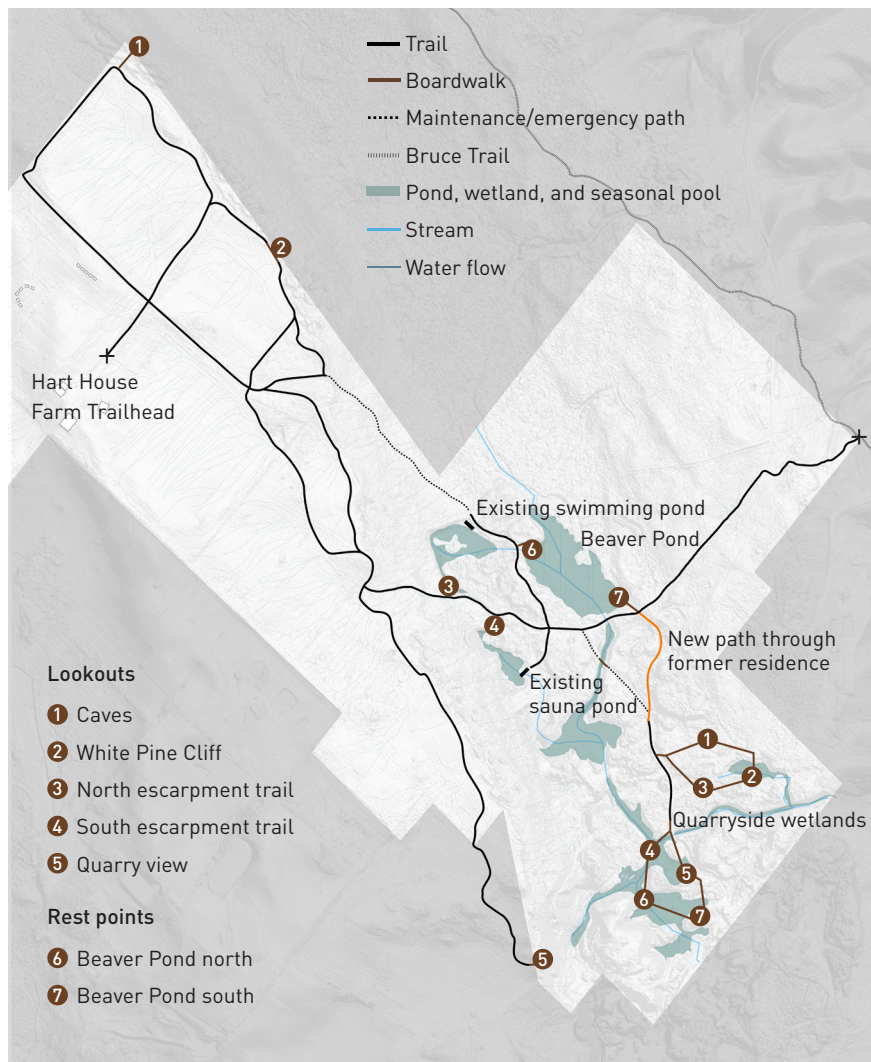 1
Trail
Boardwalk
Maintenance/emergency path
Bruce Trail
Pond, wetland, and seasonal pool
Stream
Water flow
2
Hart House
Farm Trailhead
Existing swimming pond
Beaver Pond
6
3
7
4
New path through
former residence
Existing
sauna pond
1
2
3
Quarryside wetlands
4
5
6
7
5
Lookouts
1 Caves
2 White Pine Cliff
3 North escarpment trail
4 South escarpment trail
5 Quarry view
Rest points
6 Beaver Pond north
7 Beaver Pond south